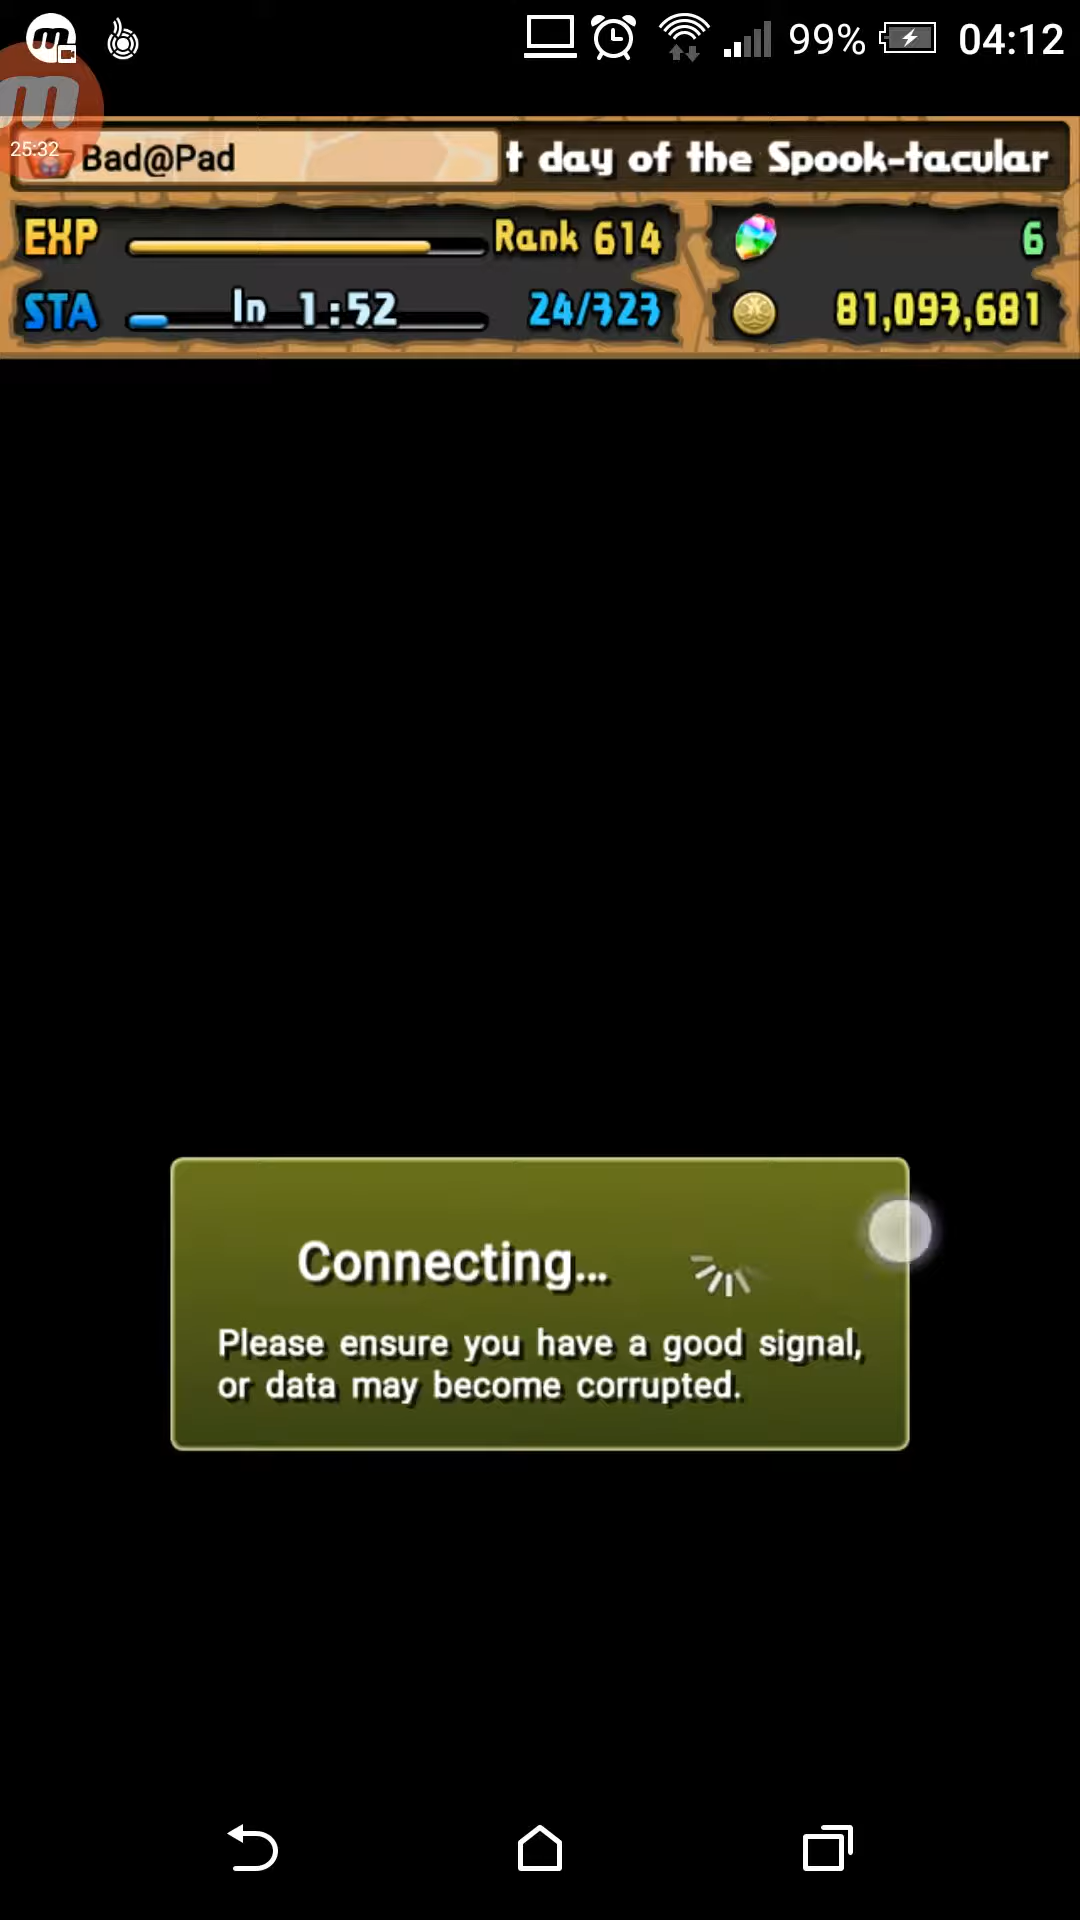 99% 04:12
25:32
Bad@Pad
t day of the Spook-tacular
EXP Rank 614 6
STA In 1:52 24/323 81,093,681
Connecting...
Please ensure you have a good signal,
or data may become corrupted.